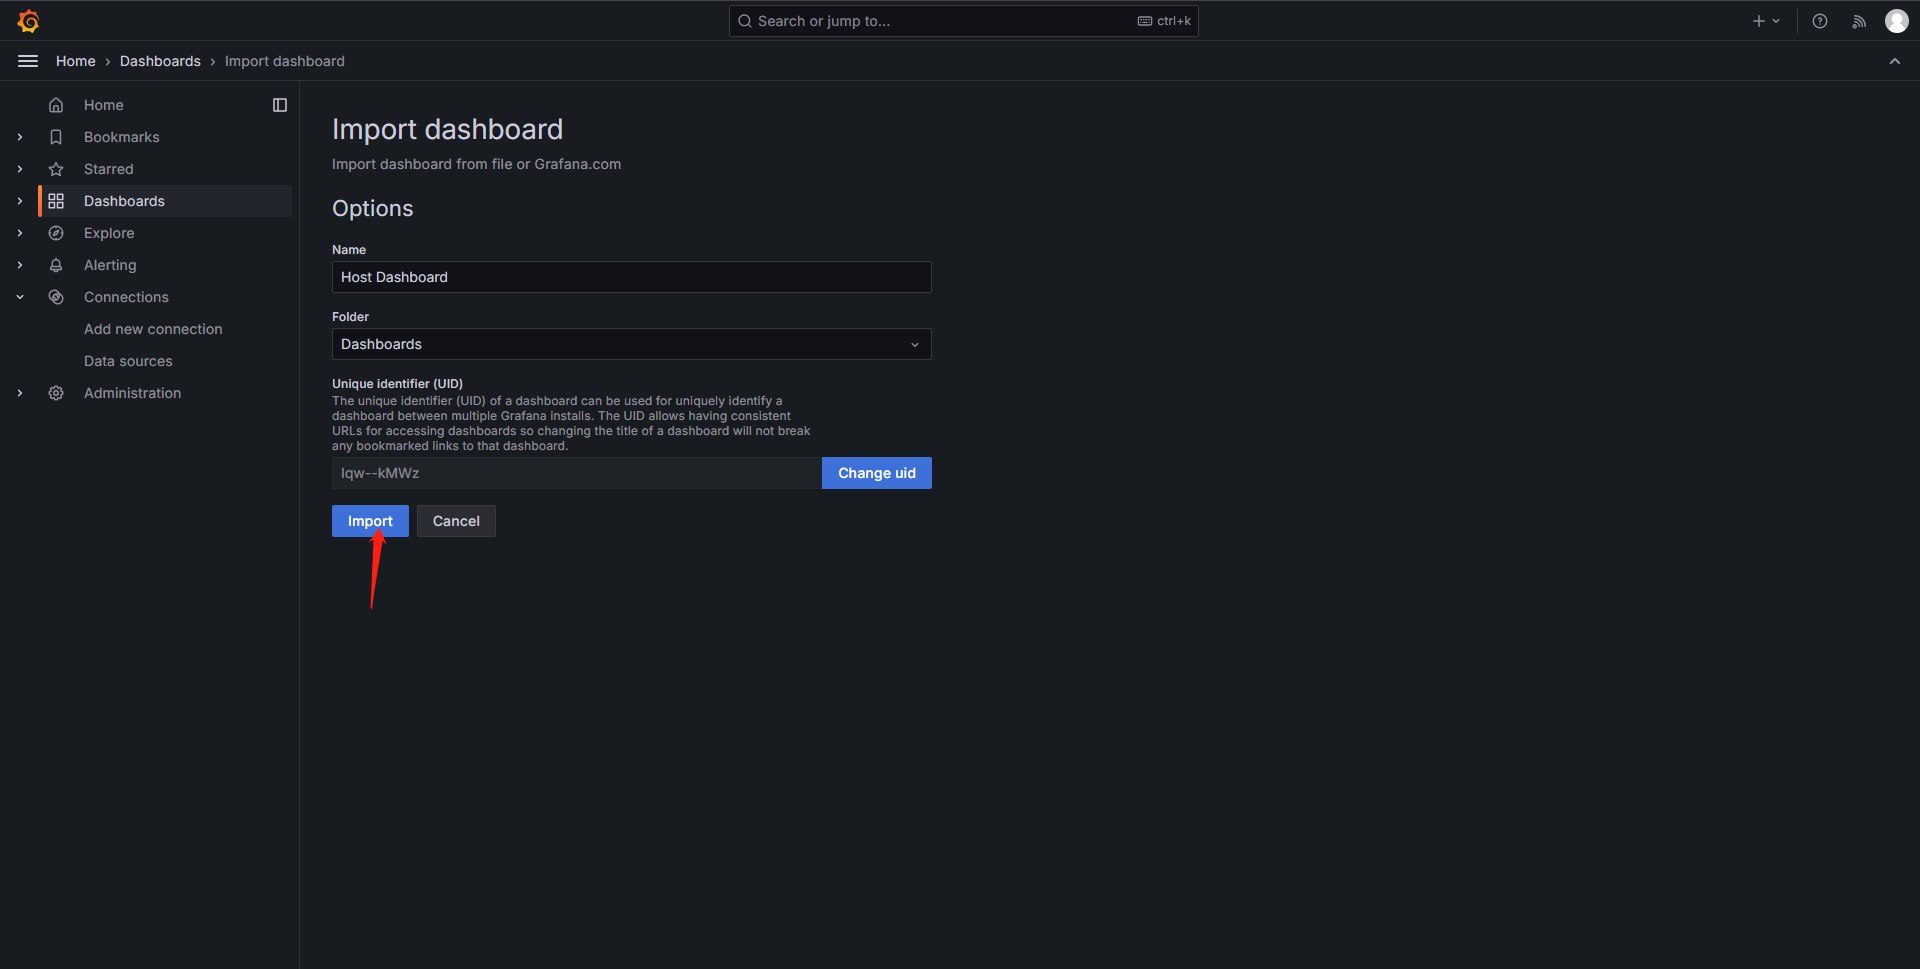 Search or jump to...
ctrl+k
Home
Dashboards
Import dashboard
Home
Bookmarks
Starred
Dashboards
Explore
Alerting
Connections
Add new connection
Data sources
Administration
Import dashboard
Import dashboard from file or Grafana.com
Options
Name
Host Dashboard
Folder
Dashboards
Unique identifier (UID)
The unique identifier (UID) of a dashboard can be used for uniquely identify a
dashboard between multiple Grafana installs. The UID allows having consistent
URLs for accessing dashboards so changing the title of a dashboard will not break
any bookmarked links to that dashboard.
lqw--kMWz
Change uid
Import
Cancel